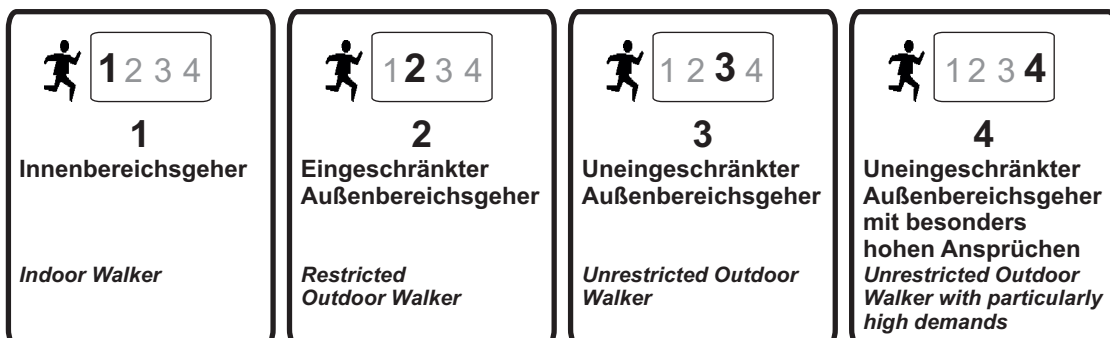 1 2 3 4
1
Innenbereichsgeher
Indoor Walker
1 2 3 4
2
Eingeschränkter
Außenbereichsgeher
Restricted
Outdoor Walker
1 2 3 4
3
Uneingeschränkter
Außenbereichsgeher
Unrestricted Outdoor
Walker
1 2 3 4
4
Uneingeschränkter
Außenbereichsgeher
mit besonders
hohen Ansprüchen
Unrestricted Outdoor
Walker with particularly
high demands